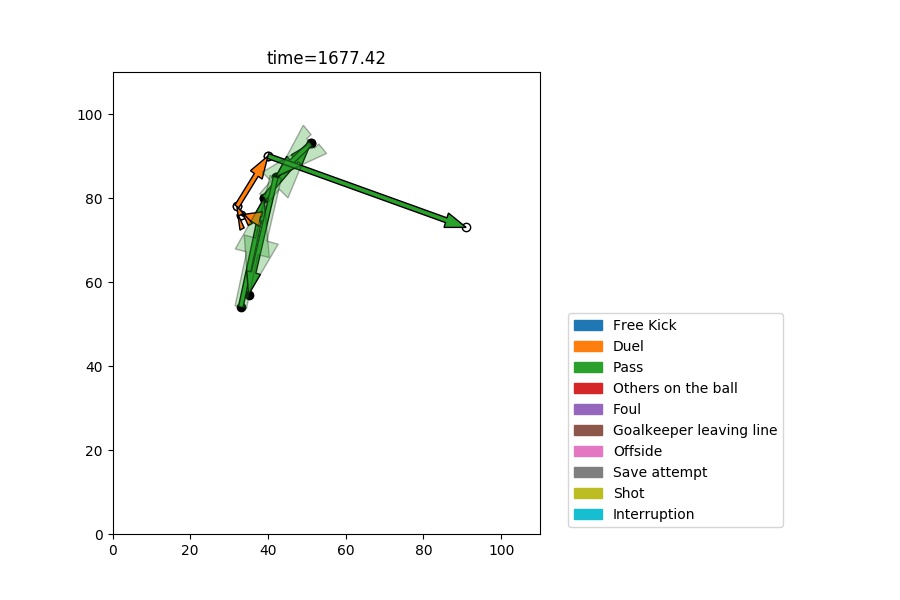 time=1677.42
100
80
60
40
20
0
0 20 40 60 80 100
Free Kick
Duel
Pass
Others on the ball
Foul
Goalkeeper leaving line
Offside
Save attempt
Shot
Interruption